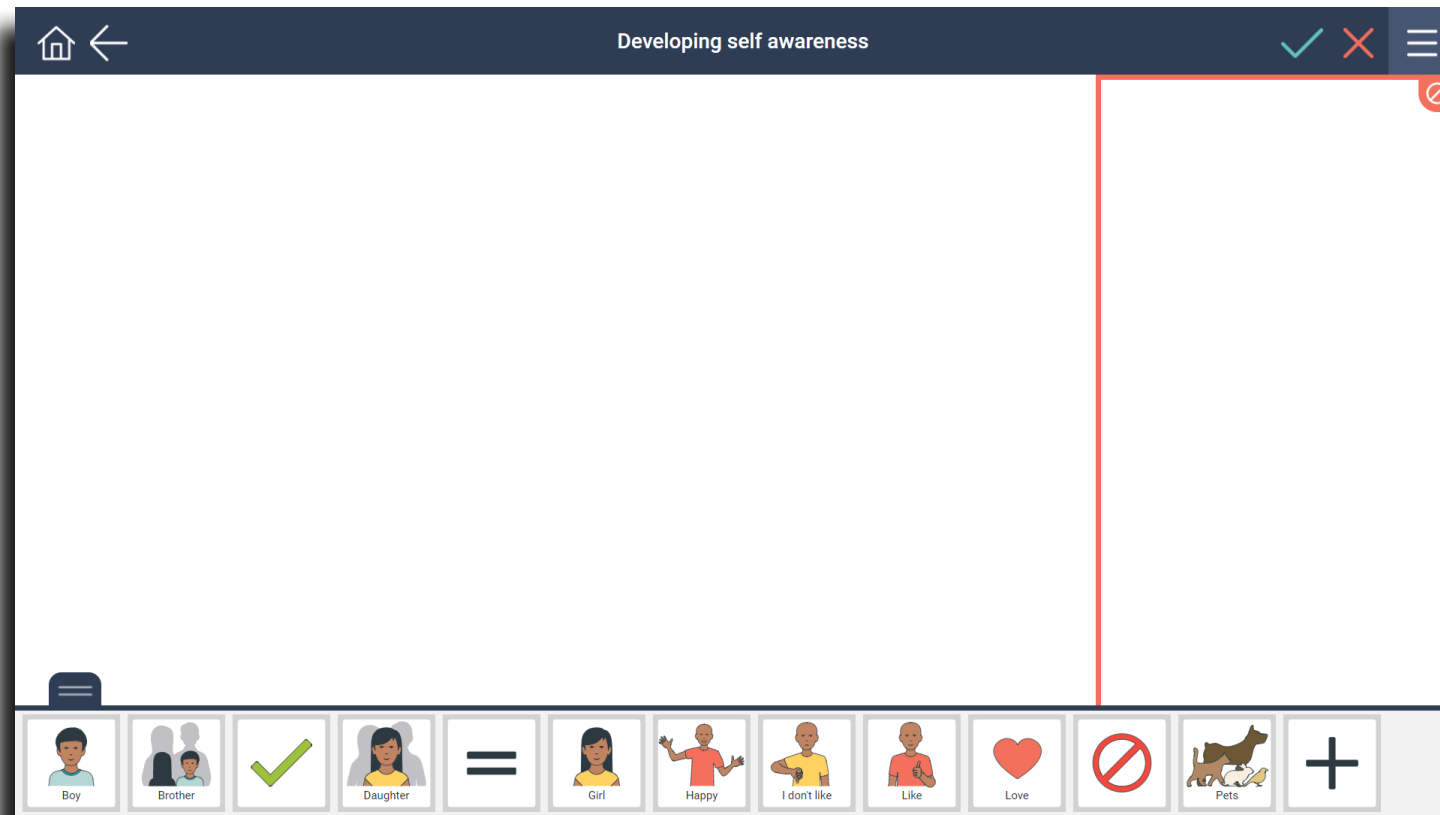 Developing self awareness
Boy
Brother
Daughter
Girl
Happy
I don't like
Like
Love
Pets